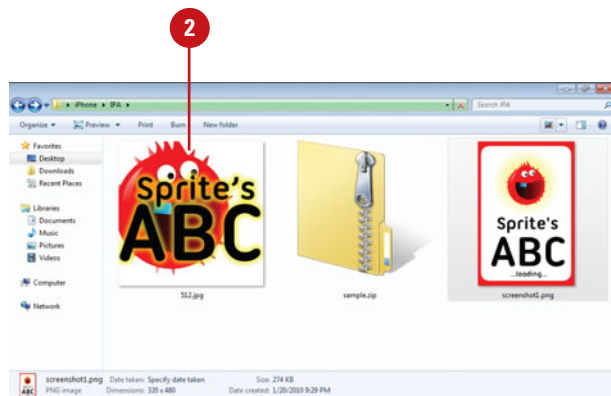 2
iPhone ▸ IPA ▸
Search IPA
Organize Preview Print Burn New folder
Favorites
Desktop
Downloads
Recent Places
Libraries
Documents
Music
Pictures
Videos
Computer
Network
Sprite's
ABC
512.jpg
sample.zip
Sprite's
ABC
...loading...
screenshot1.png
screenshot1.png Date taken: Specify date taken Size: 274 KB
PNG image Dimensions: 320 x 480 Date created: 1/20/2010 9:29 PM
ABC